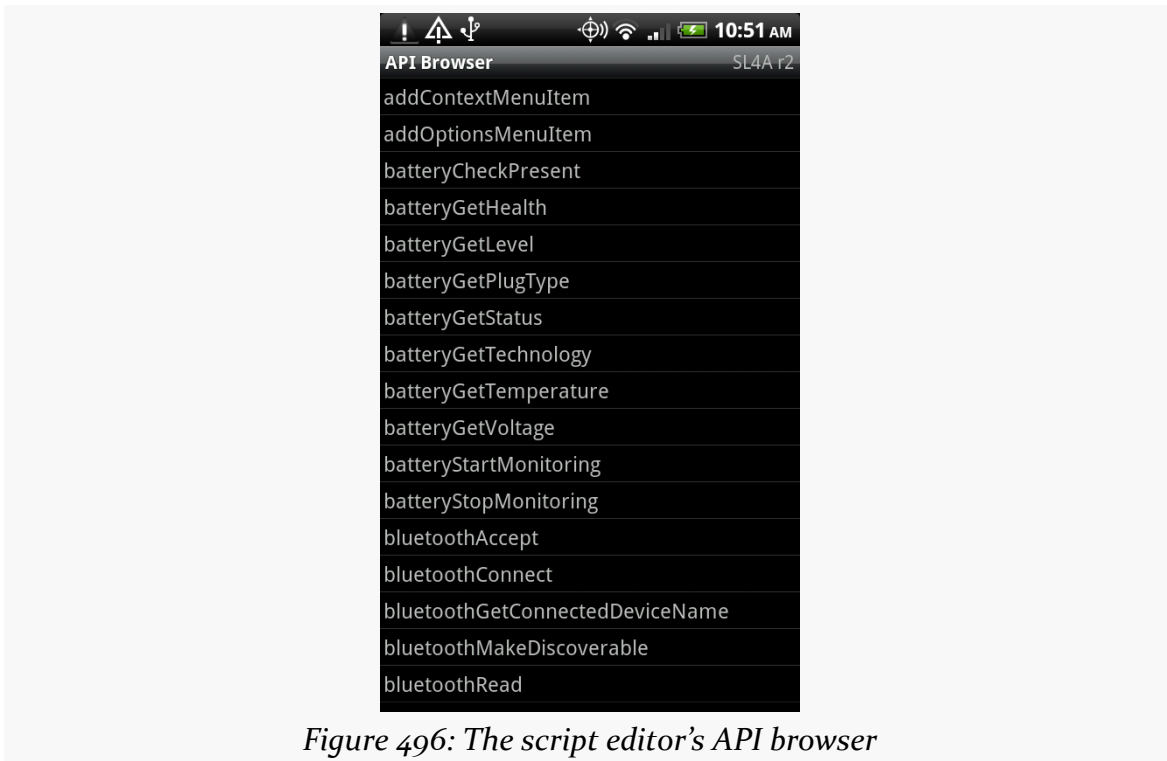 10:51 AM
API Browser SL4A r2
addContextMenuItem
addOptionsMenuItem
batteryCheckPresent
batteryGetHealth
batteryGetLevel
batteryGetPlugType
batteryGetStatus
batteryGetTechnology
batteryGetTemperature
batteryGetVoltage
batteryStartMonitoring
batteryStopMonitoring
bluetoothAccept
bluetoothConnect
bluetoothGetConnectedDeviceName
bluetoothMakeDiscoverable
bluetoothRead
Figure 496: The script editor’s API browser